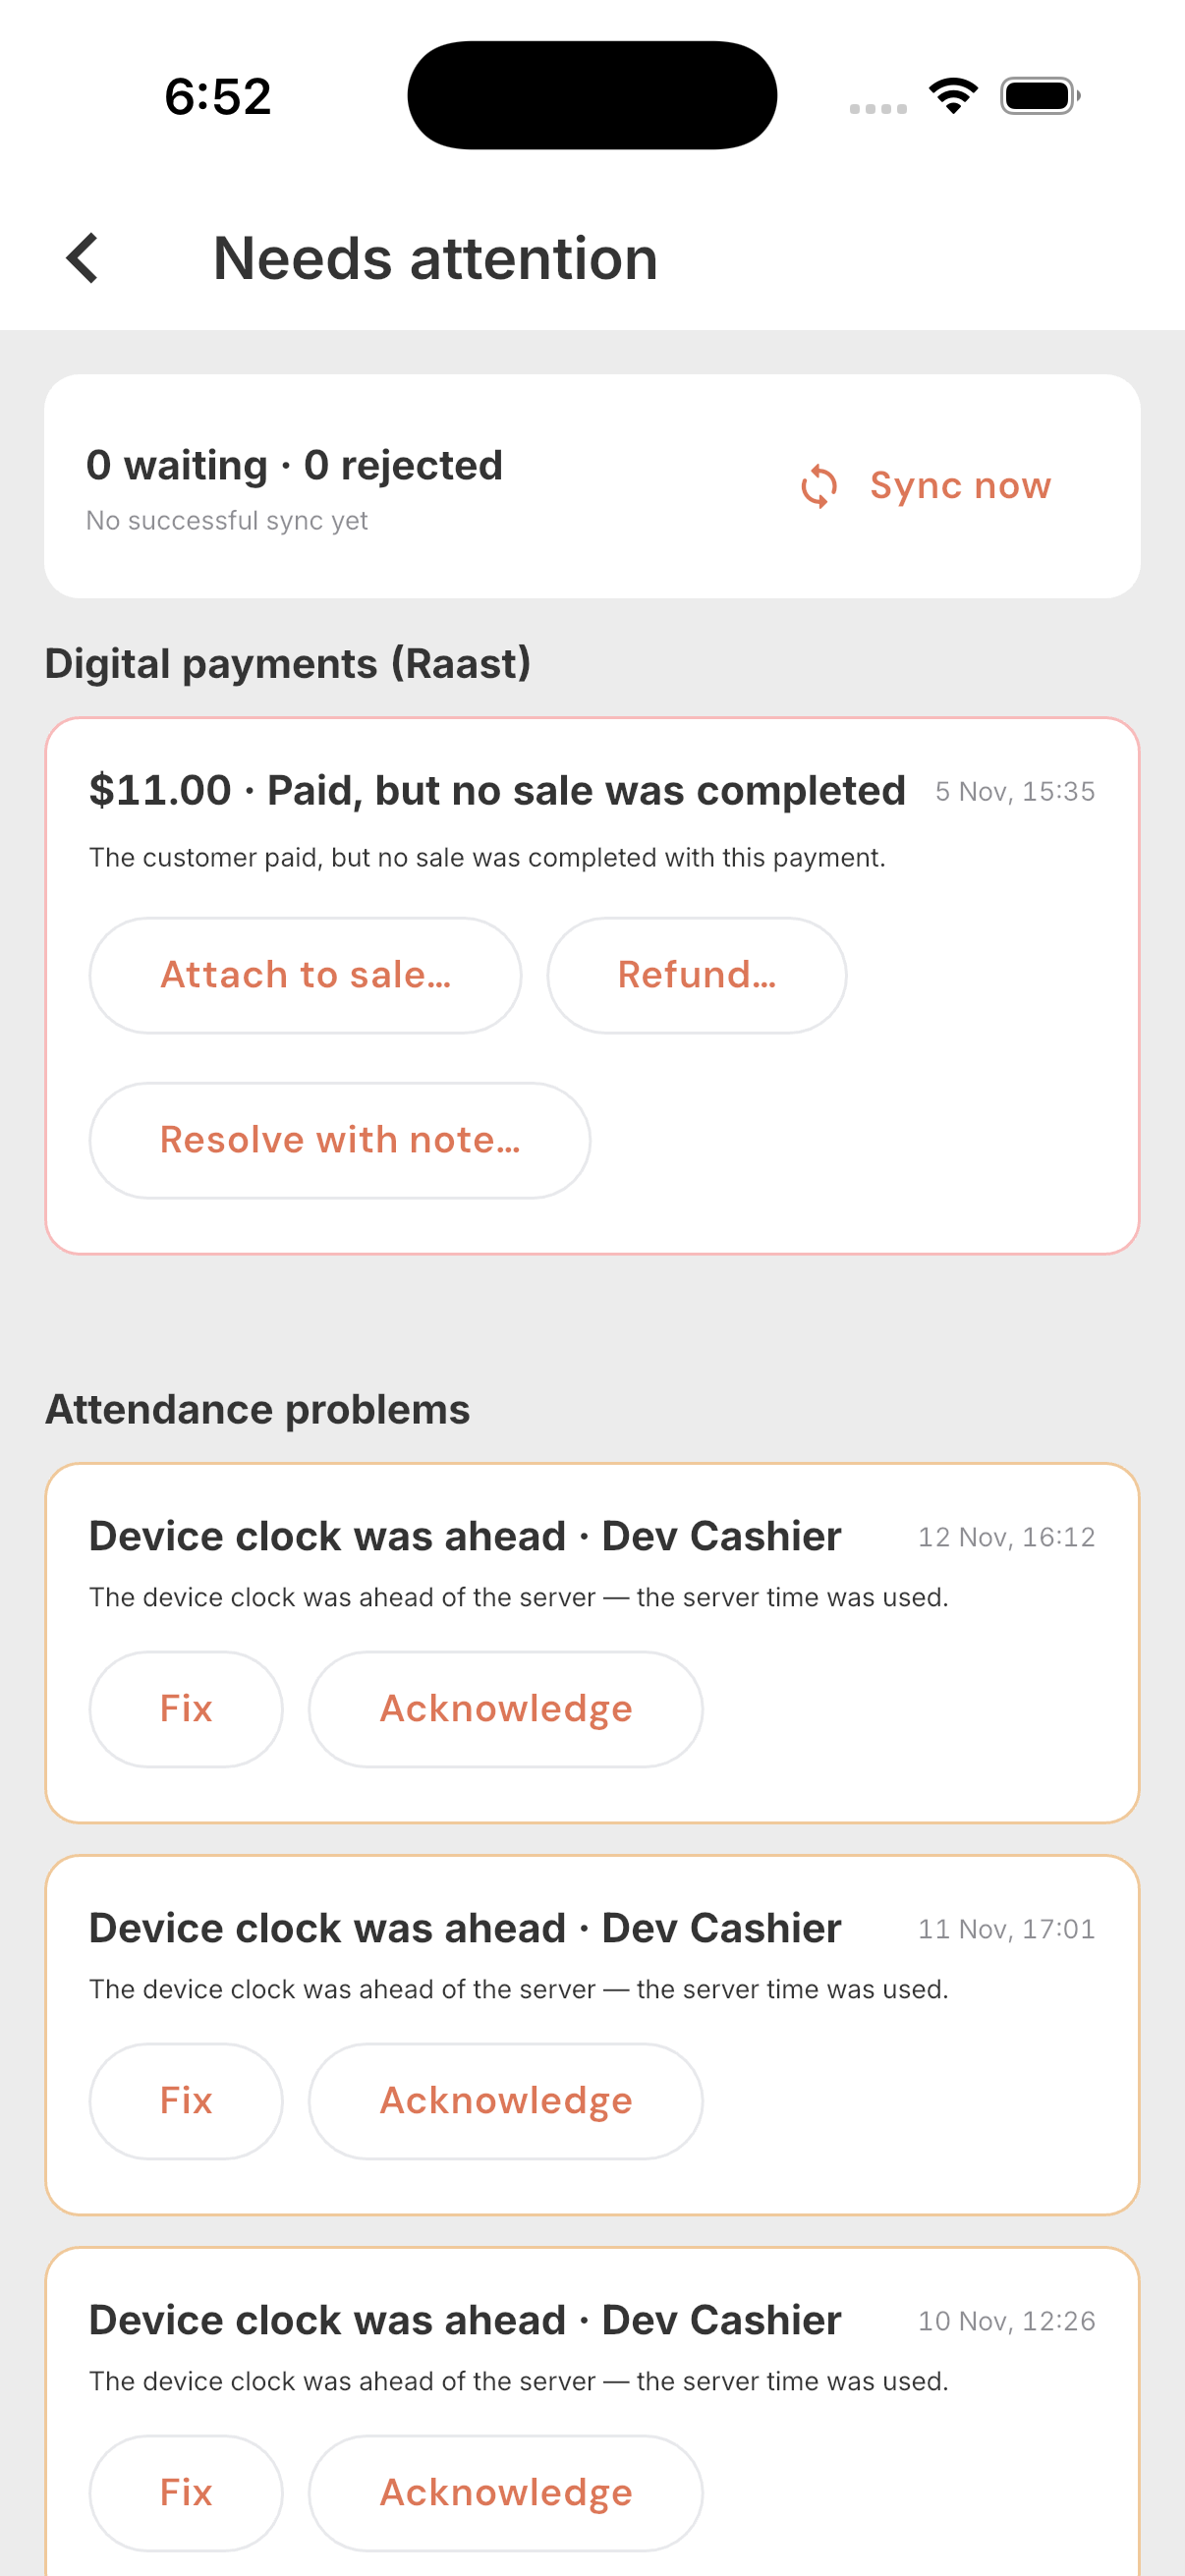 6:52
Needs attention
0 waiting · 0 rejected
No successful sync yet
Sync now
Digital payments (Raast)
$11.00 · Paid, but no sale was completed 5 Nov, 15:35
The customer paid, but no sale was completed with this payment.
Attach to sale... Refund...
Resolve with note...
Attendance problems
Device clock was ahead · Dev Cashier 12 Nov, 16:12
The device clock was ahead of the server — the server time was used.
Fix Acknowledge
Device clock was ahead · Dev Cashier 11 Nov, 17:01
The device clock was ahead of the server — the server time was used.
Fix Acknowledge
Device clock was ahead · Dev Cashier 10 Nov, 12:26
The device clock was ahead of the server — the server time was used.
Fix Acknowledge